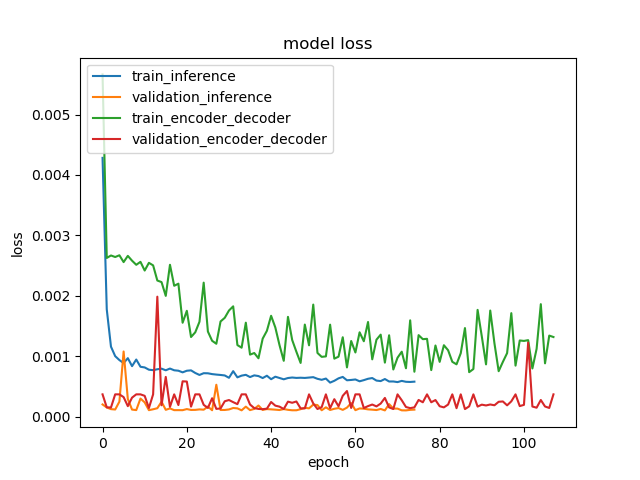 model loss
train_inference
validation_inference
train_encoder_decoder
validation_encoder_decoder
loss
0.005
0.004
0.003
0.002
0.001
0.000
0 20 40 60 80 100
epoch